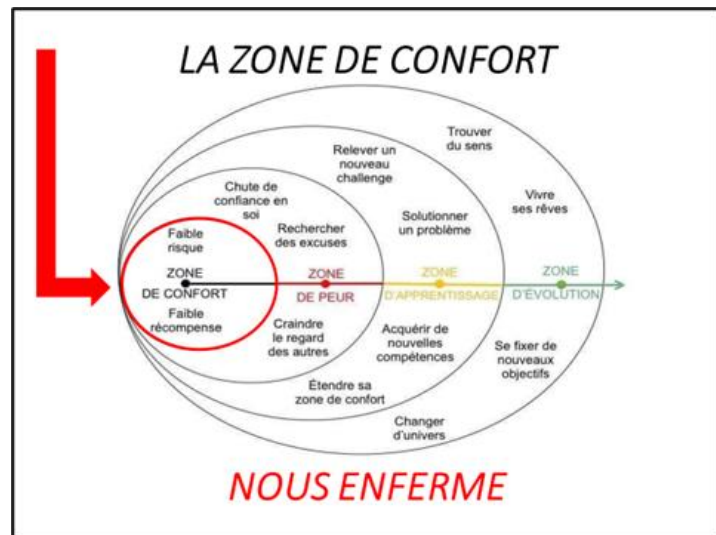 LA ZONE DE CONFORT
Trouver
du sens
Relever un
nouveau
challenge
Chute de
confiance en
soi
Vivre
ses rêves
Faible
risque
Rechercher
des excuses
Solutionner
un problème
ZONE
DE CONFORT
ZONE
DE PEUR
ZONE
D'APPRENTISSAGE
ZONE
D'ÉVOLUTION
Faible
récompense
Craindre
le regard
des autres
Acquérir de
nouvelles
compétences
Se fixer de
nouveaux
objectifs
Étendre sa
zone de confort
Changer
d'univers
NOUS ENFERME